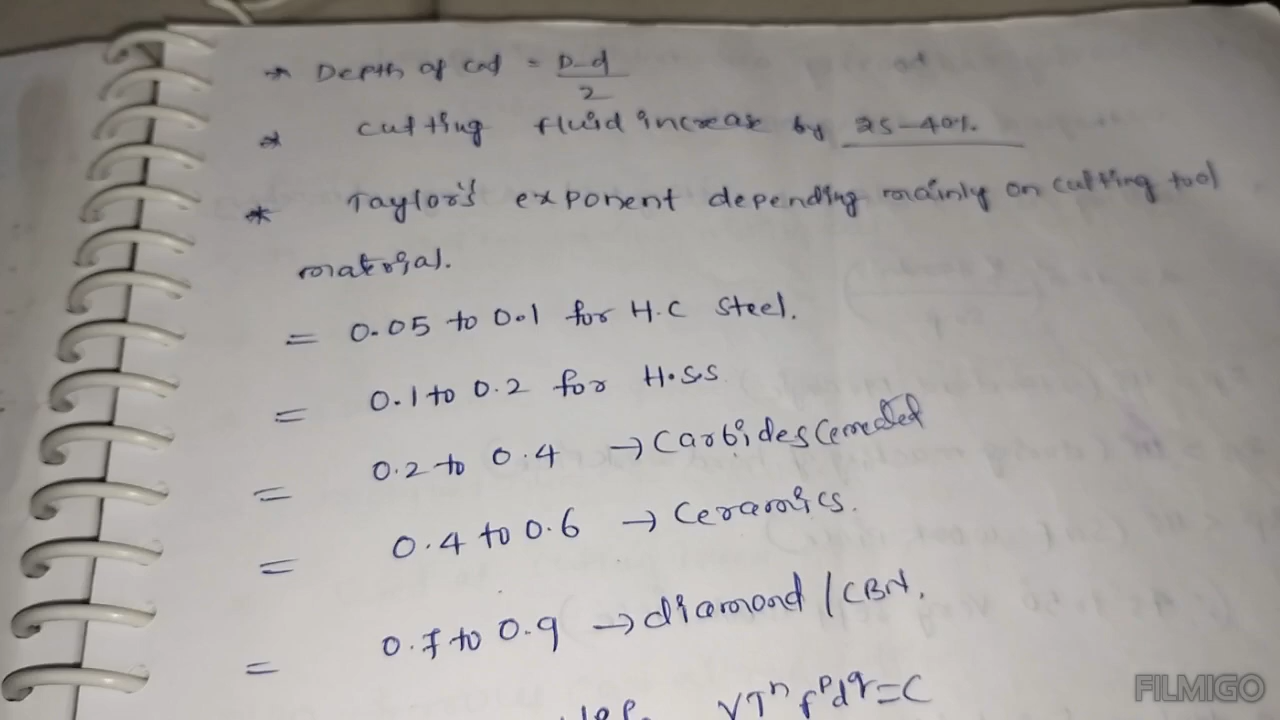 * Depth of cut = D-d/2
* cutting fluid increase by 25-40%.
* Taylor's exponent depending mainly on cutting tool
material.
= 0.05 to 0.1 for H.C Steel.
= 0.1 to 0.2 for H.S.S
= 0.2 to 0.4 → Carbides Cemented
= 0.4 to 0.6 → Ceramics.
= 0.7 to 0.9 → diamond / CBN.
VTⁿ fᵖd۹=C
FILMIGO